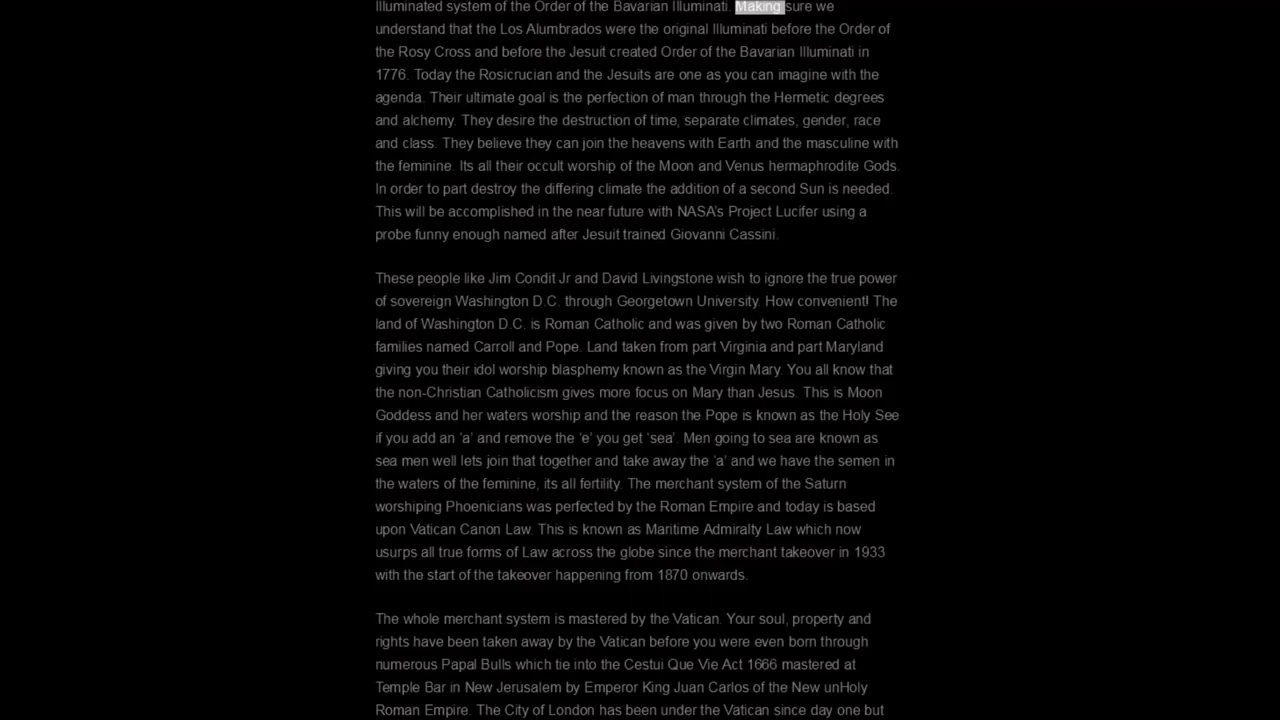 Illuminated system of the Order of the Bavarian Illuminati. Making sure we
understand that the Los Alumbrados were the original Illuminati before the Order of
the Rosy Cross and before the Jesuit created Order of the Bavarian Illuminati in
1776. Today the Rosicrucian and the Jesuits are one as you can imagine with the
agenda. Their ultimate goal is the perfection of man through the Hermetic degrees
and alchemy. They desire the destruction of time, separate climates, gender, race
and class. They believe they can join the heavens with Earth and the masculine with
the feminine. Its all their occult worship of the Moon and Venus hermaphrodite Gods.
In order to part destroy the differing climate the addition of a second Sun is needed.
This will be accomplished in the near future with NASA's Project Lucifer using a
probe funny enough named after Jesuit trained Giovanni Cassini.
These people like Jim Condit Jr and David Livingstone wish to ignore the true power
of sovereign Washington D.C. through Georgetown University. How convenient! The
land of Washington D.C. is Roman Catholic and was given by two Roman Catholic
families named Carroll and Pope. Land taken from part Virginia and part Maryland
giving you their idol worship blasphemy known as the Virgin Mary. You all know that
the non-Christian Catholicism gives more focus on Mary than Jesus. This is Moon
Goddess and her waters worship and the reason the Pope is known as the Holy See
if you add an 'a' and remove the 'e' you get 'sea'. Men going to sea are known as
sea men well lets join that together and take away the 'a' and we have the semen in
the waters of the feminine, its all fertility. The merchant system of the Saturn
worshiping Phoenicians was perfected by the Roman Empire and today is based
upon Vatican Canon Law. This is known as Maritime Admiralty Law which now
usurps all true forms of Law across the globe since the merchant takeover in 1933
with the start of the takeover happening from 1870 onwards.
The whole merchant system is mastered by the Vatican. Your soul, property and
rights have been taken away by the Vatican before you were even born through
numerous Papal Bulls which tie into the Cestui Que Vie Act 1666 mastered at
Temple Bar in New Jerusalem by Emperor King Juan Carlos of the New unHoly
Roman Empire. The City of London has been under the Vatican since day one but